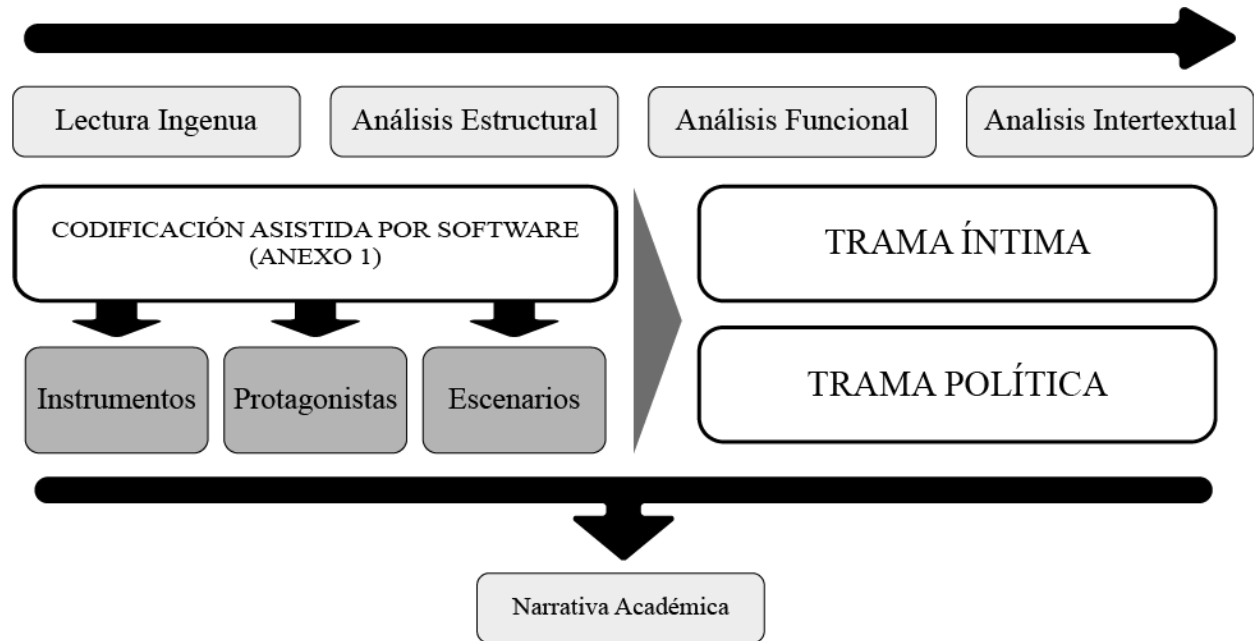 Lectura Ingenua
Análisis Estructural
Análisis Funcional
Analisis Intertextual
CODIFICACIÓN ASISTIDA POR SOFTWARE
(ANEXO 1)
TRAMA ÍNTIMA
TRAMA POLÍTICA
Instrumentos
Protagonistas
Escenarios
Narrativa Académica